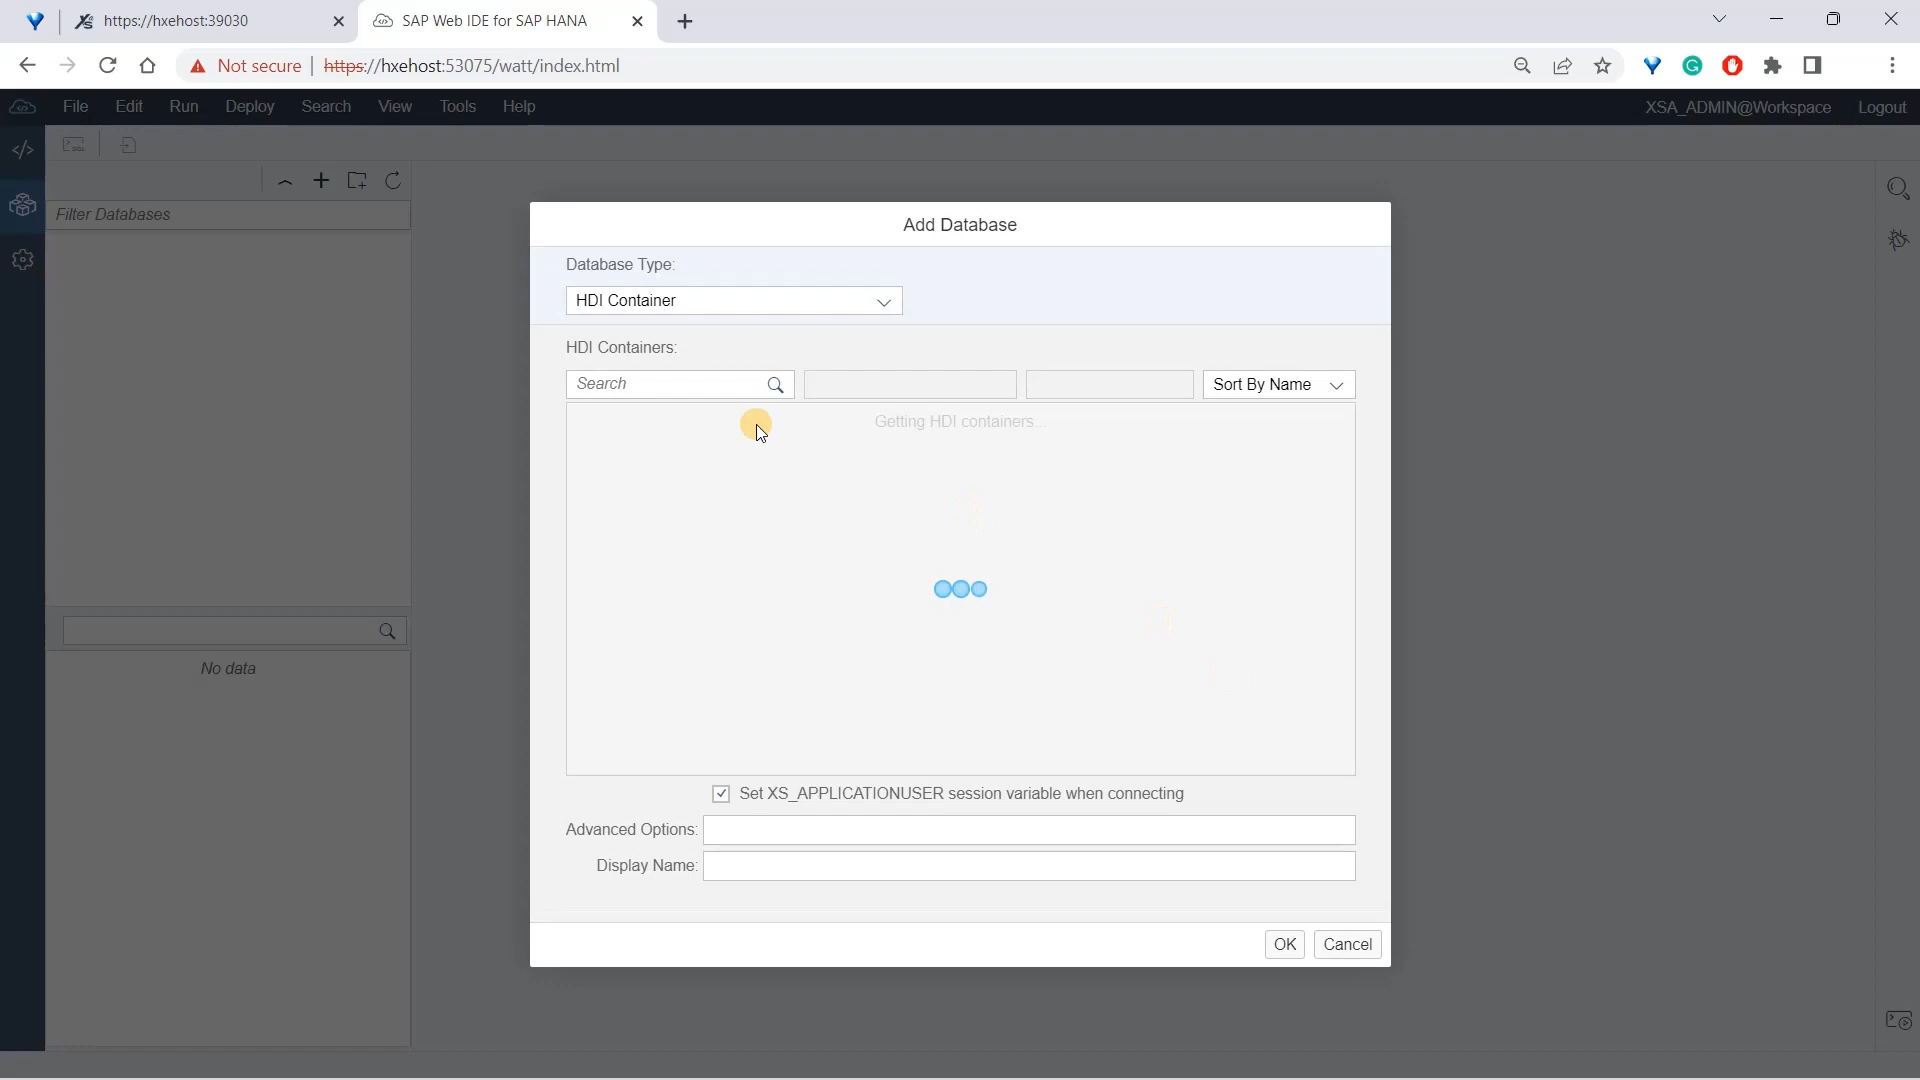 https://hxehost:39030
SAP Web IDE for SAP HANA
Not secure
https://hxehost:53075/watt/index.html
File Edit Run Deploy Search View Tools Help
XSA_ADMIN@Workspace Logout
Filter Databases
Add Database
Database Type:
HDI Container
HDI Containers:
Search
Sort By Name
Getting HDI containers...
No data
Set XS_APPLICATIONUSER session variable when connecting
Advanced Options:
Display Name:
OK
Cancel